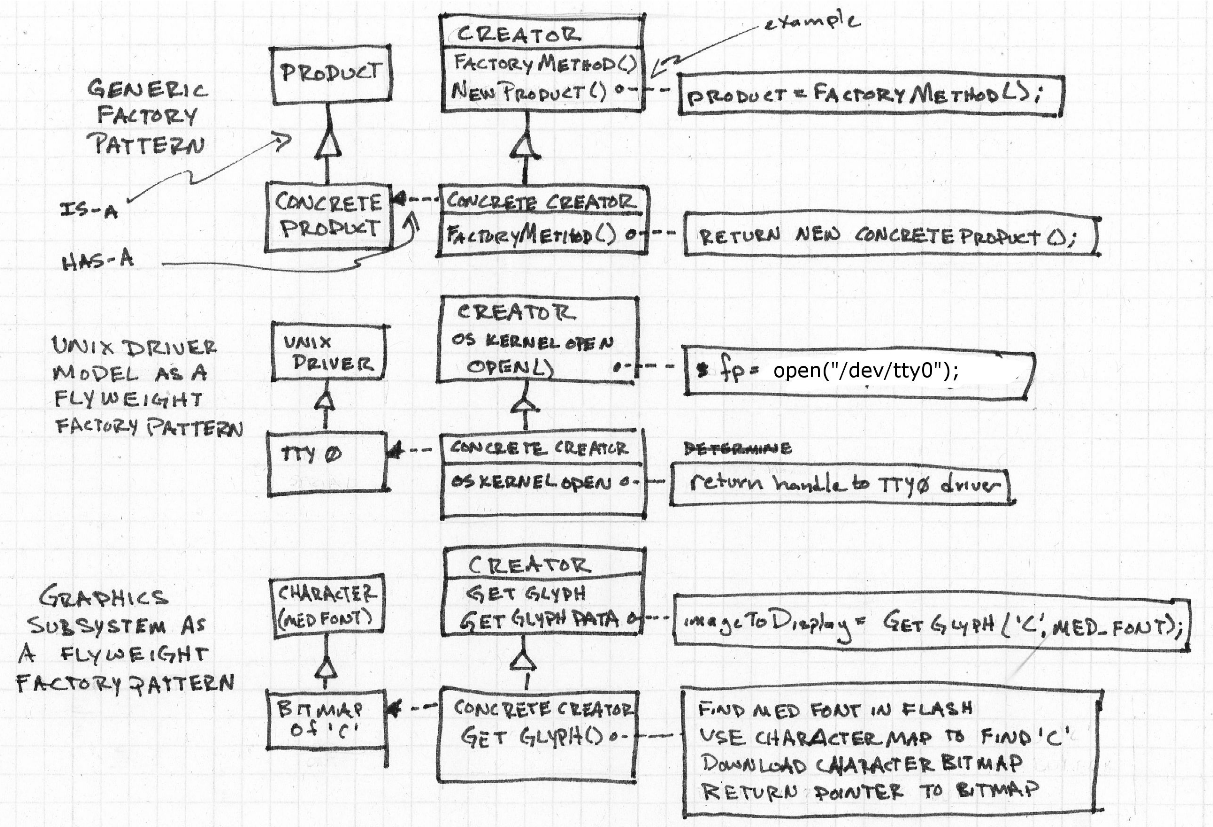 example
CREATOR
PRODUCT
FACTORY METHOD()
NEW PRODUCT()
PRODUCT = FACTORY METHOD();
GENERIC
FACTORY
PATTERN
IS-A
HAS-A
CONCRETE
PRODUCT
CONCRETE CREATOR
FACTORY METHOD()
RETURN NEW CONCRETE PRODUCT();
UNIX DRIVER
MODEL AS A
FLYWEIGHT
FACTORY PATTERN
UNIX
DRIVER
CREATOR
OS KERNEL OPEN
OPEN()
fp = open("/dev/tty0");
TTY 0
CONCRETE CREATOR
OS KERNEL OPEN
DETERMINE
return handle to TTY0 driver
GRAPHICS
SUBSYSTEM AS
A FLYWEIGHT
FACTORY PATTERN
CHARACTER
(MED FONT)
CREATOR
GET GLYPH
GET GLYPH DATA
imageToDisplay = GET GLYPH('C', MED_FONT);
BITMAP
of 'C'
CONCRETE CREATOR
GET GLYPH()
FIND MED FONT IN FLASH
USE CHARACTER MAP TO FIND 'C'
DOWNLOAD CHARACTER BITMAP
RETURN POINTER TO BITMAP